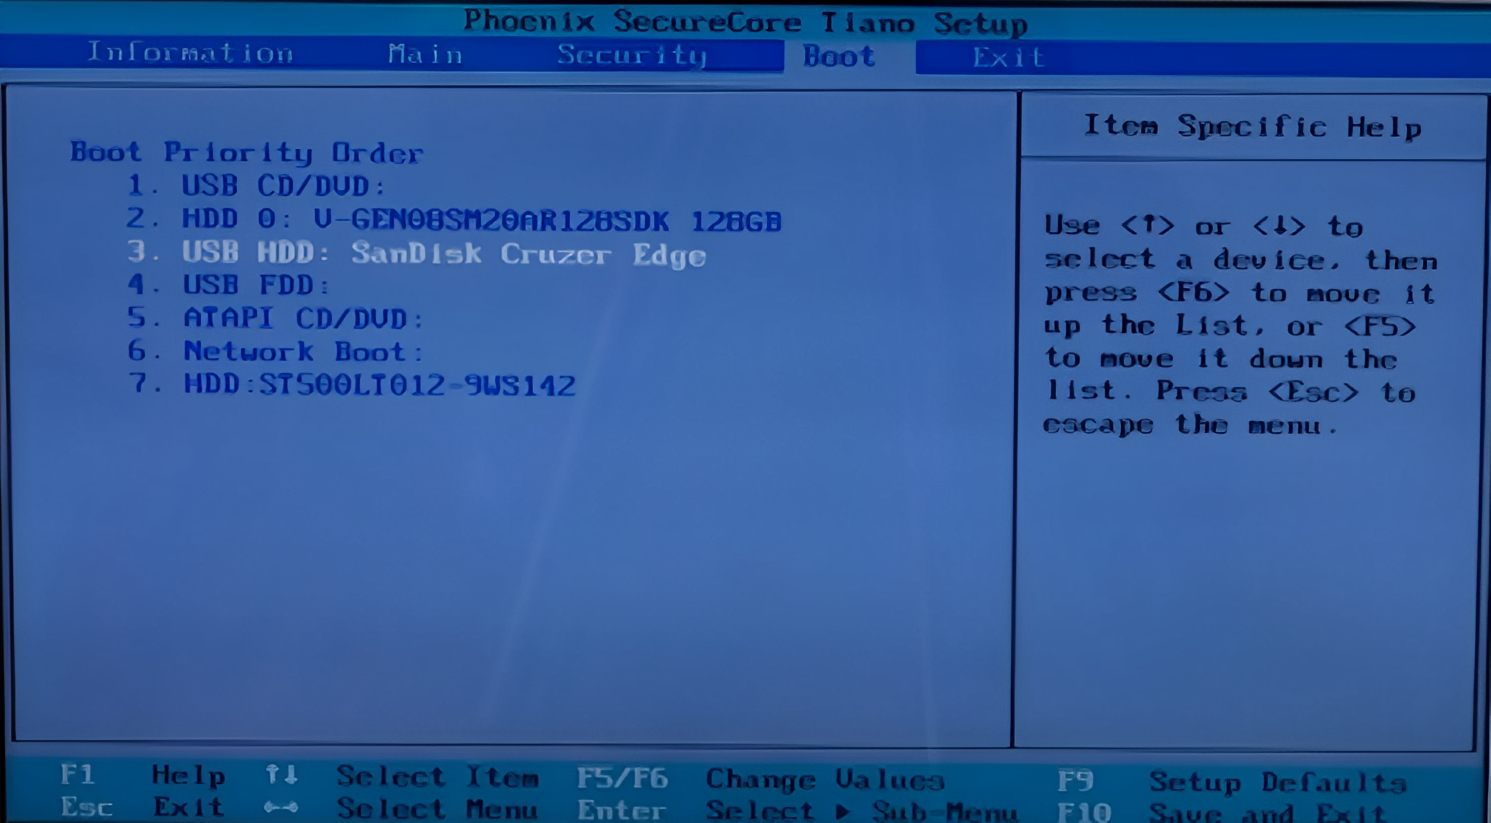 Phoenix SecureCore Tiano Setup
Information Main Security Boot Exit
Boot Priority Order
1. USB CD/DVD:
2. HDD 0: V-GEN08SM20AR128SDK 128GB
3. USB HDD: SanDisk Cruzer Edge
4. USB FDD:
5. ATAPI CD/DVD:
6. Network Boot:
7. HDD:ST500LT012-9WS142
Item Specific Help
Use <↑> or <↓> to
select a device, then
press <F6> to move it
up the List, or <F5>
to move it down the
list. Press <Esc> to
escape the menu.
F1 Help ↑↓ Select Item F5/F6 Change Values F9 Setup Defaults
Esc Exit ←→ Select Menu Enter Select ▶ Sub-Menu F10 Save and Exit